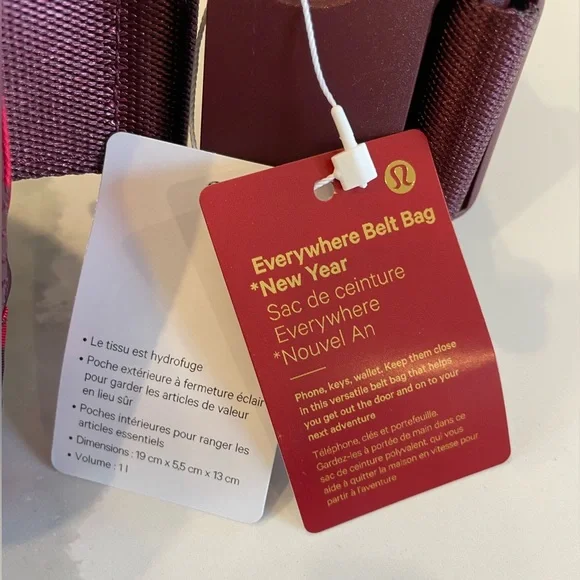 Everywhere Belt Bag
*New Year
Sac de ceinture
Everywhere
*Nouvel An
Phone, keys, wallet. Keep them close
in this versatile belt bag that helps
you get out the door and on to your
next adventure
Téléphone, clés et portefeuille.
Gardez-les à portée de main dans ce
sac de ceinture polyvalent, qui vous
aide à quitter la maison en vitesse pour
partir à l'aventure
• Le tissu est hydrofuge
• Poche extérieure à fermeture éclair
pour garder les articles de valeur
en lieu sûr
• Poches intérieures pour ranger les
articles essentiels
• Dimensions : 19 cm x 5,5 cm x 13 cm
• Volume : 1 l